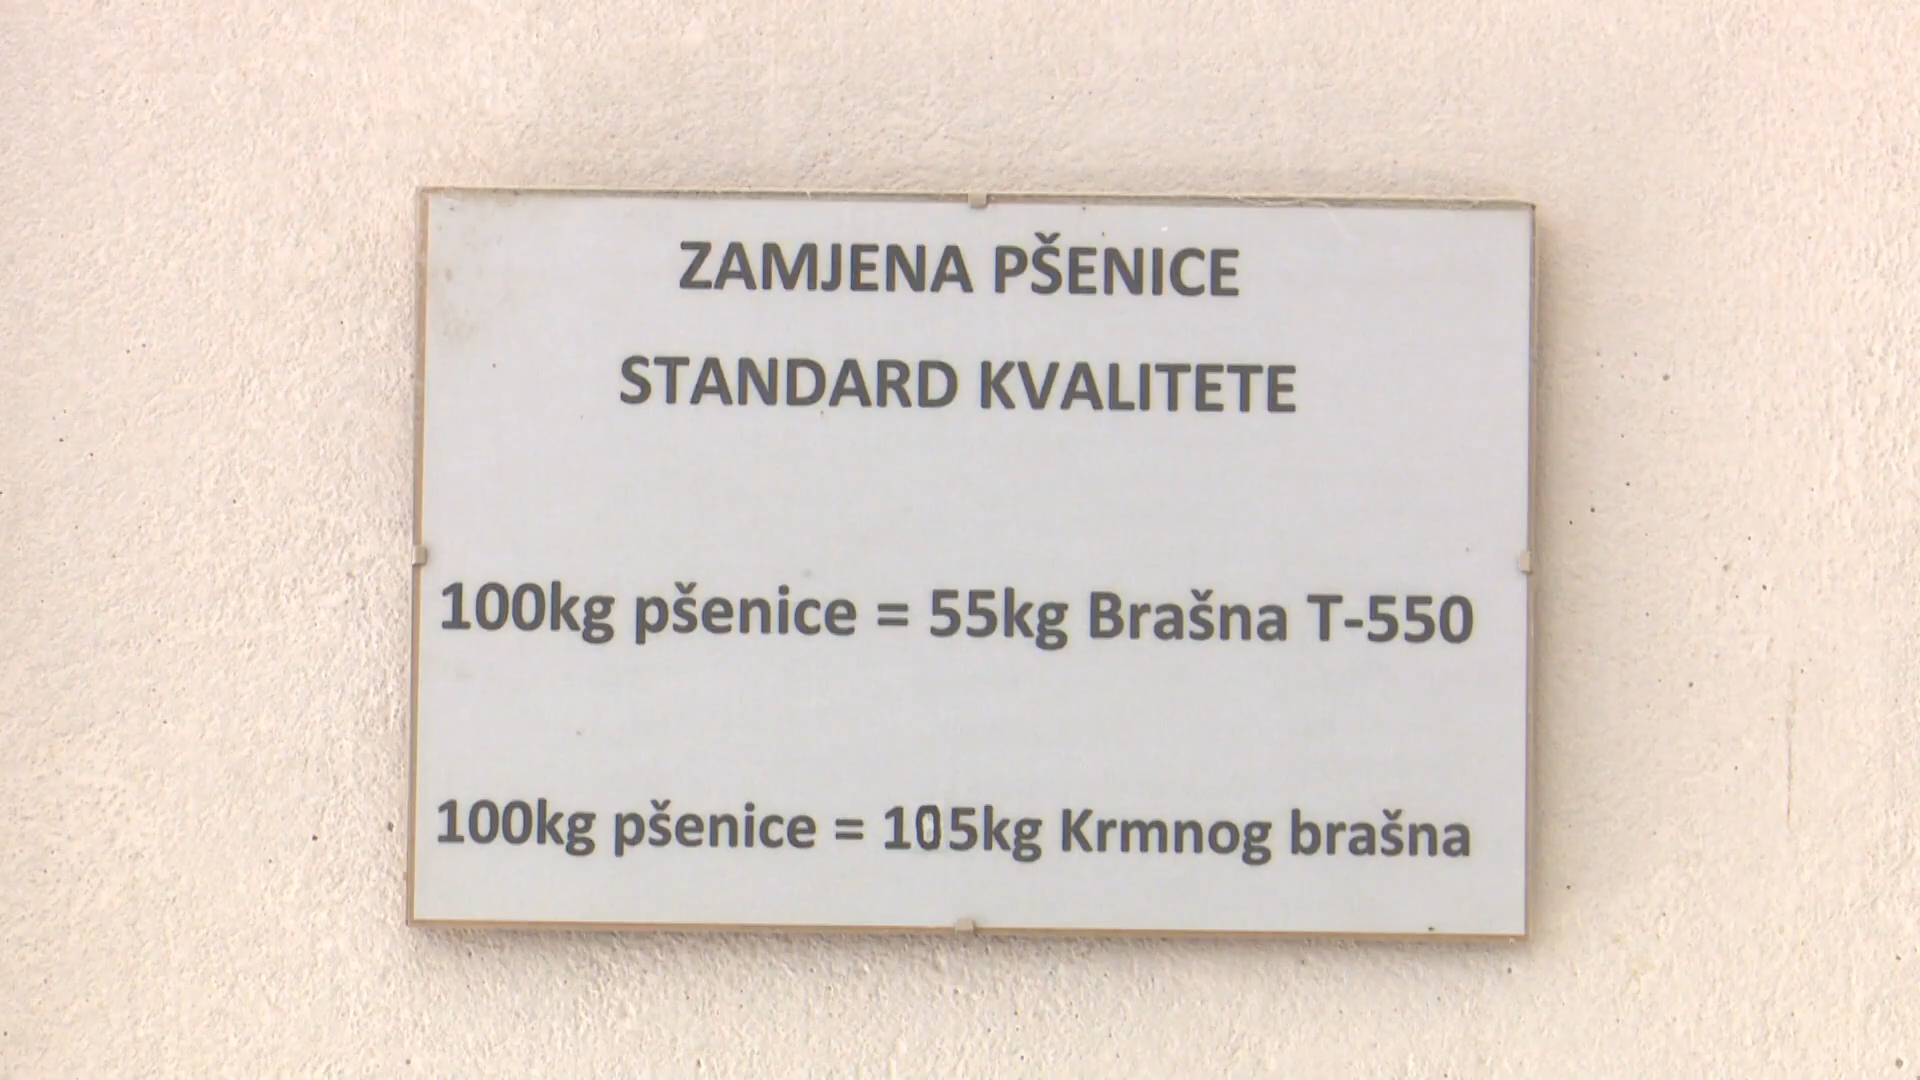 ZAMJENA PŠENICE
STANDARD KVALITETE
100kg pšenice = 55kg Brašna T-550
100kg pšenice = 105kg Krmnog brašna